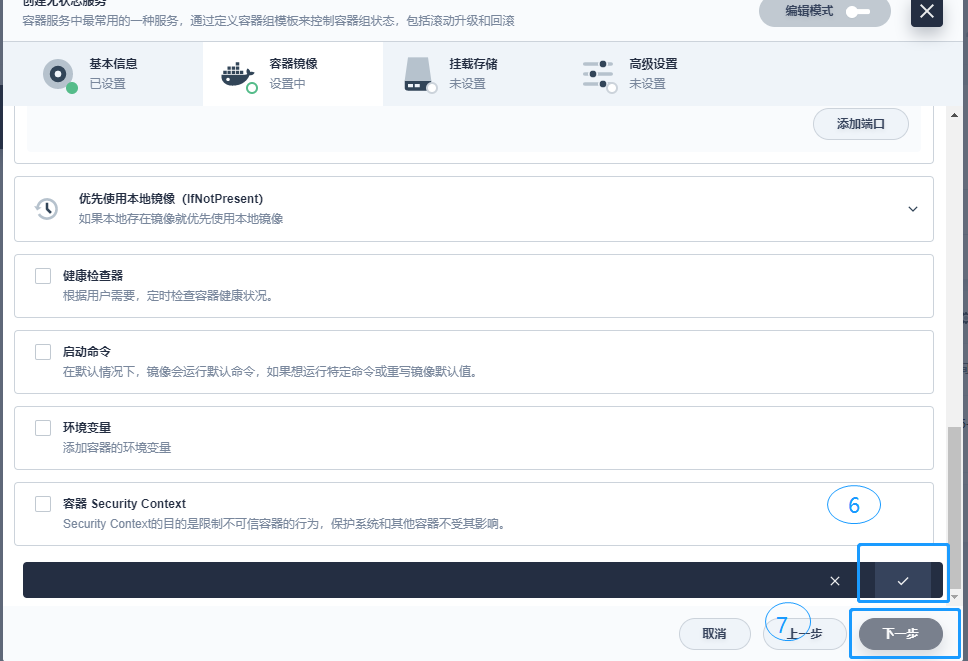 创建无状态服务
容器服务中最常用的一种服务，通过定义容器组模板来控制容器组状态，包括滚动升级和回滚
编辑模式
基本信息
已设置
容器镜像
设置中
挂载存储
未设置
高级设置
未设置
添加端口
优先使用本地镜像（IfNotPresent）
如果本地存在镜像就优先使用本地镜像
健康检查器
根据用户需要，定时检查容器健康状况。
启动命令
在默认情况下，镜像会运行默认命令，如果想运行特定命令或重写镜像默认值。
环境变量
添加容器的环境变量
容器 Security Context
Security Context的目的是限制不可信容器的行为，保护系统和其他容器不受其影响。
6
7
取消
上一步
下一步